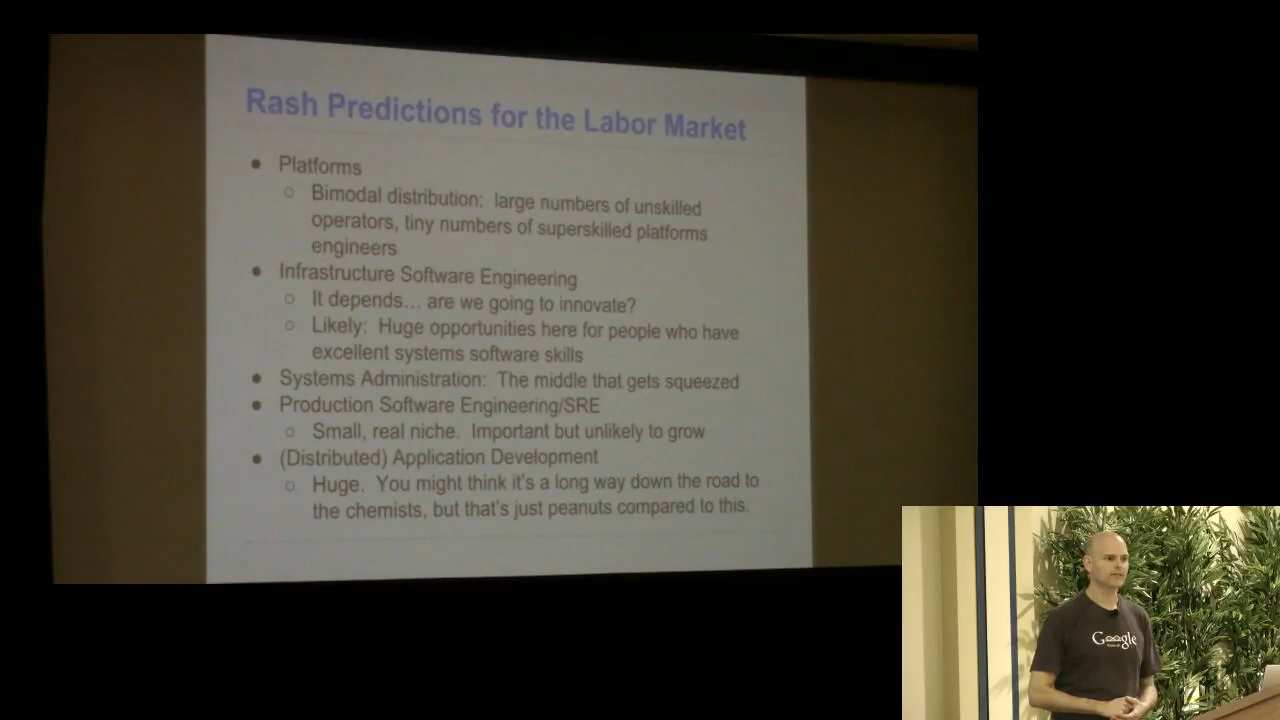 Rash Predictions for the Labor Market
● Platforms
○ Bimodal distribution: large numbers of unskilled
operators, tiny numbers of superskilled platforms
engineers
● Infrastructure Software Engineering
○ It depends... are we going to innovate?
○ Likely: Huge opportunities here for people who have
excellent systems software skills
● Systems Administration: The middle that gets squeezed
● Production Software Engineering/SRE
○ Small, real niche. Important but unlikely to grow
● (Distributed) Application Development
○ Huge. You might think it's a long way down the road to
the chemists, but that's just peanuts compared to this.
Google